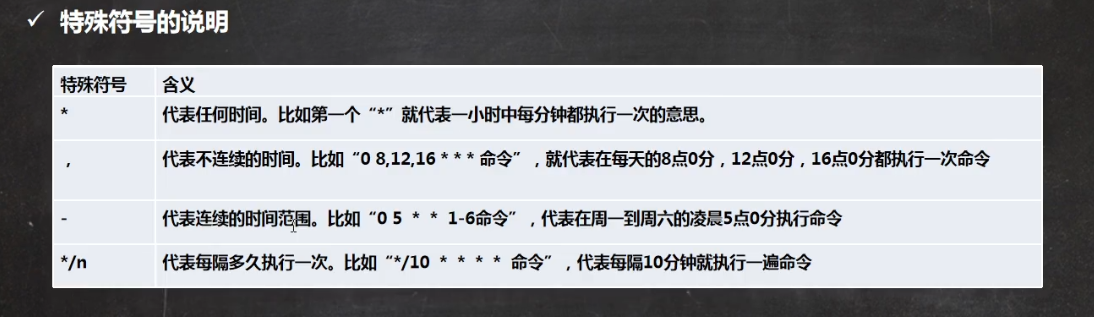 ✓ 特殊符号的说明
特殊符号 含义
* 代表任何时间。比如第一个“*”就代表一小时中每分钟都执行一次的意思。
， 代表不连续的时间。比如“0 8,12,16 * * * 命令”，就代表在每天的8点0分，12点0分，16点0分都执行一次命令
- 代表连续的时间范围。比如“0 5 * * 1-6命令”，代表在周一到周六的凌晨5点0分执行命令
*/n 代表每隔多久执行一次。比如“*/10 * * * * 命令”，代表每隔10分钟就执行一遍命令